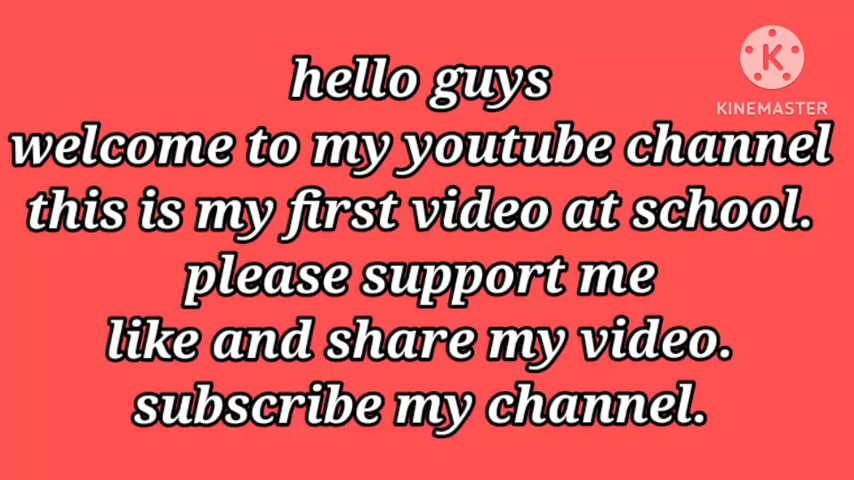 hello guys
KINEMASTER
welcome to my youtube channel
this is my first video at school.
please support me
like and share my video.
subscribe my channel.